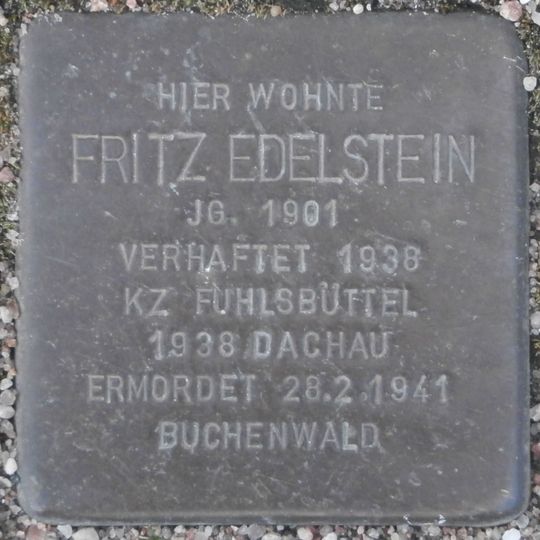 HIER WOHNTE
FRITZ EDELSTEIN
JG. 1901
VERHAFTET 1938
KZ FUHLSBÜTTEL
1938 DACHAU
ERMORDET 28.2.1941
BUCHENWALD